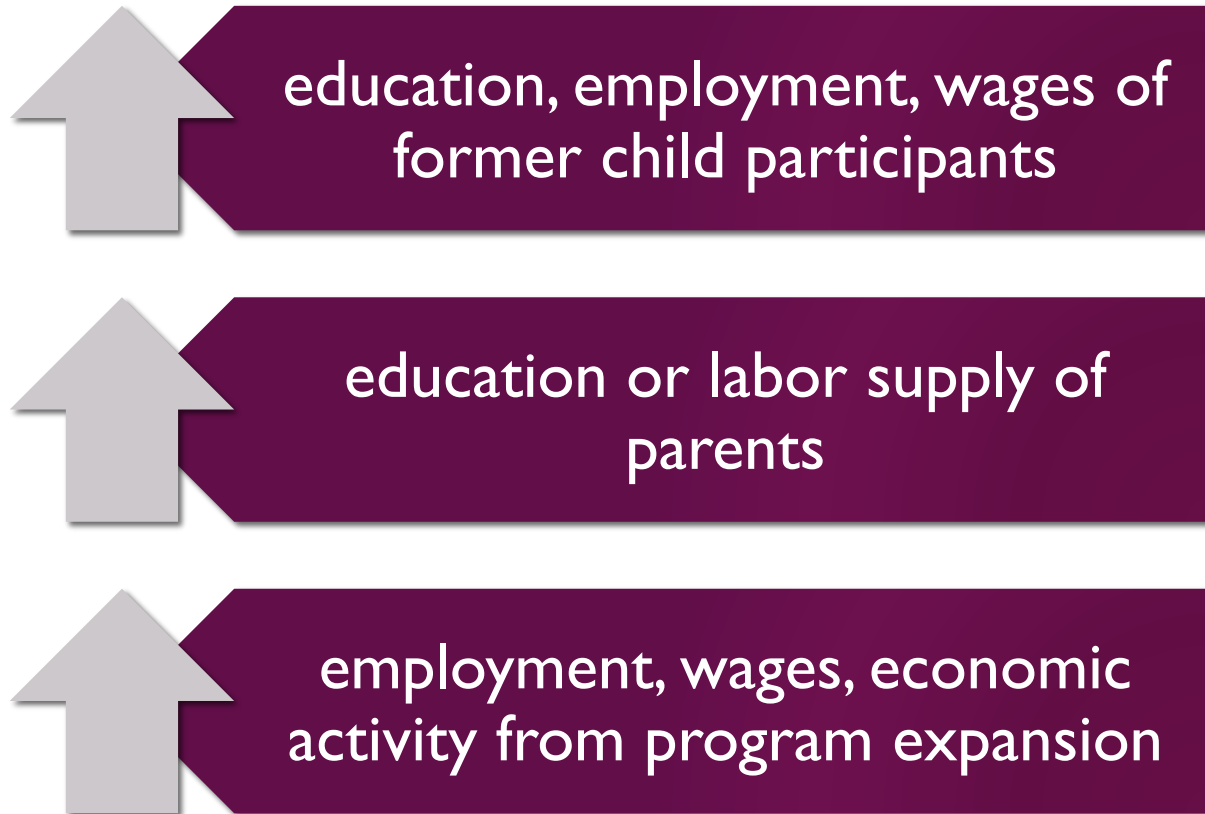 education, employment, wages of
former child participants
education or labor supply of
parents
employment, wages, economic
activity from program expansion